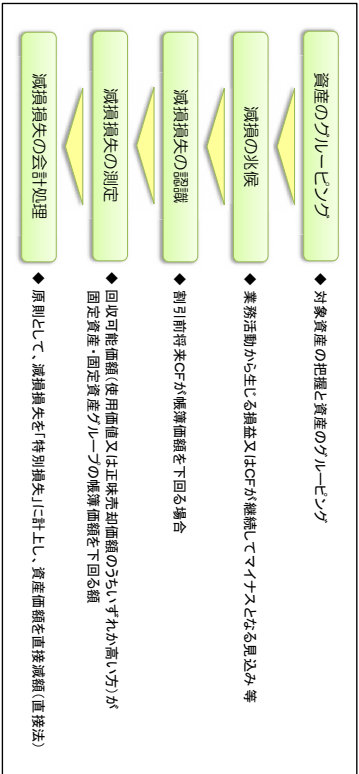 資産のグルーピング
◆ 対象資産の把握と資産のグルーピング
減損の兆候
◆ 業務活動から生じる損益又はCFが継続してマイナスとなる見込み 等
減損損失の認識
◆ 割引前将来CFが帳簿価額を下回る場合
減損損失の測定
◆ 回収可能価額(使用価値又は正味売却価額のうちいずれか高い方)が
固定資産・固定資産グループの帳簿価額を下回る額
減損損失の会計処理
◆ 原則として、減損損失を「特別損失」に計上し、資産価額を直接減額(直接法)